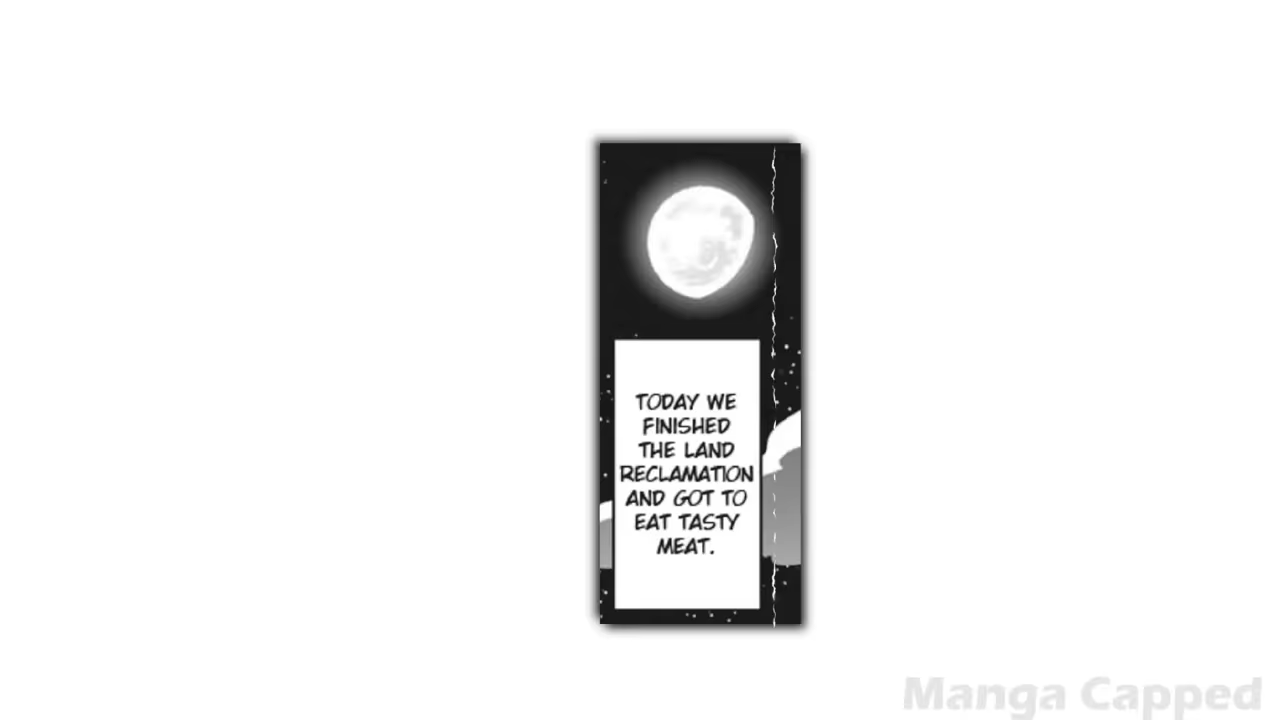 TODAY WE
FINISHED
THE LAND
RECLAMATION
AND GOT TO
EAT TASTY
MEAT.
Manga Capped